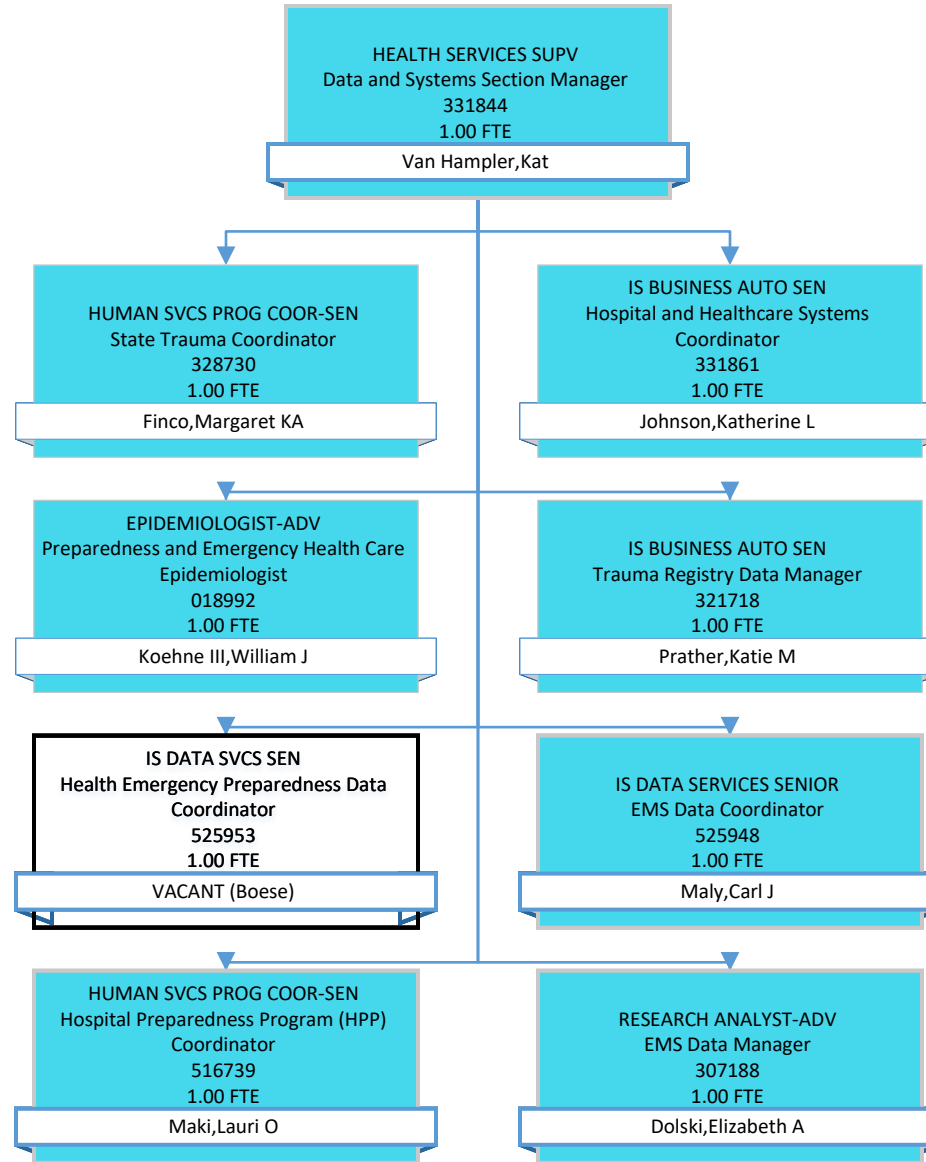 HEALTH SERVICES SUPV
Data and Systems Section Manager
331844
1.00 FTE
Van Hampler,Kat
HUMAN SVCS PROG COOR-SEN
State Trauma Coordinator
328730
1.00 FTE
Finco,Margaret KA
IS BUSINESS AUTO SEN
Hospital and Healthcare Systems
Coordinator
331861
1.00 FTE
Johnson,Katherine L
EPIDEMIOLOGIST-ADV
Preparedness and Emergency Health Care
Epidemiologist
018992
1.00 FTE
Koehne III,William J
IS BUSINESS AUTO SEN
Trauma Registry Data Manager
321718
1.00 FTE
Prather,Katie M
IS DATA SVCS SEN
Health Emergency Preparedness Data
Coordinator
525953
1.00 FTE
VACANT (Boese)
IS DATA SERVICES SENIOR
EMS Data Coordinator
525948
1.00 FTE
Maly,Carl J
HUMAN SVCS PROG COOR-SEN
Hospital Preparedness Program (HPP)
Coordinator
516739
1.00 FTE
Maki,Lauri O
RESEARCH ANALYST-ADV
EMS Data Manager
307188
1.00 FTE
Dolski,Elizabeth A